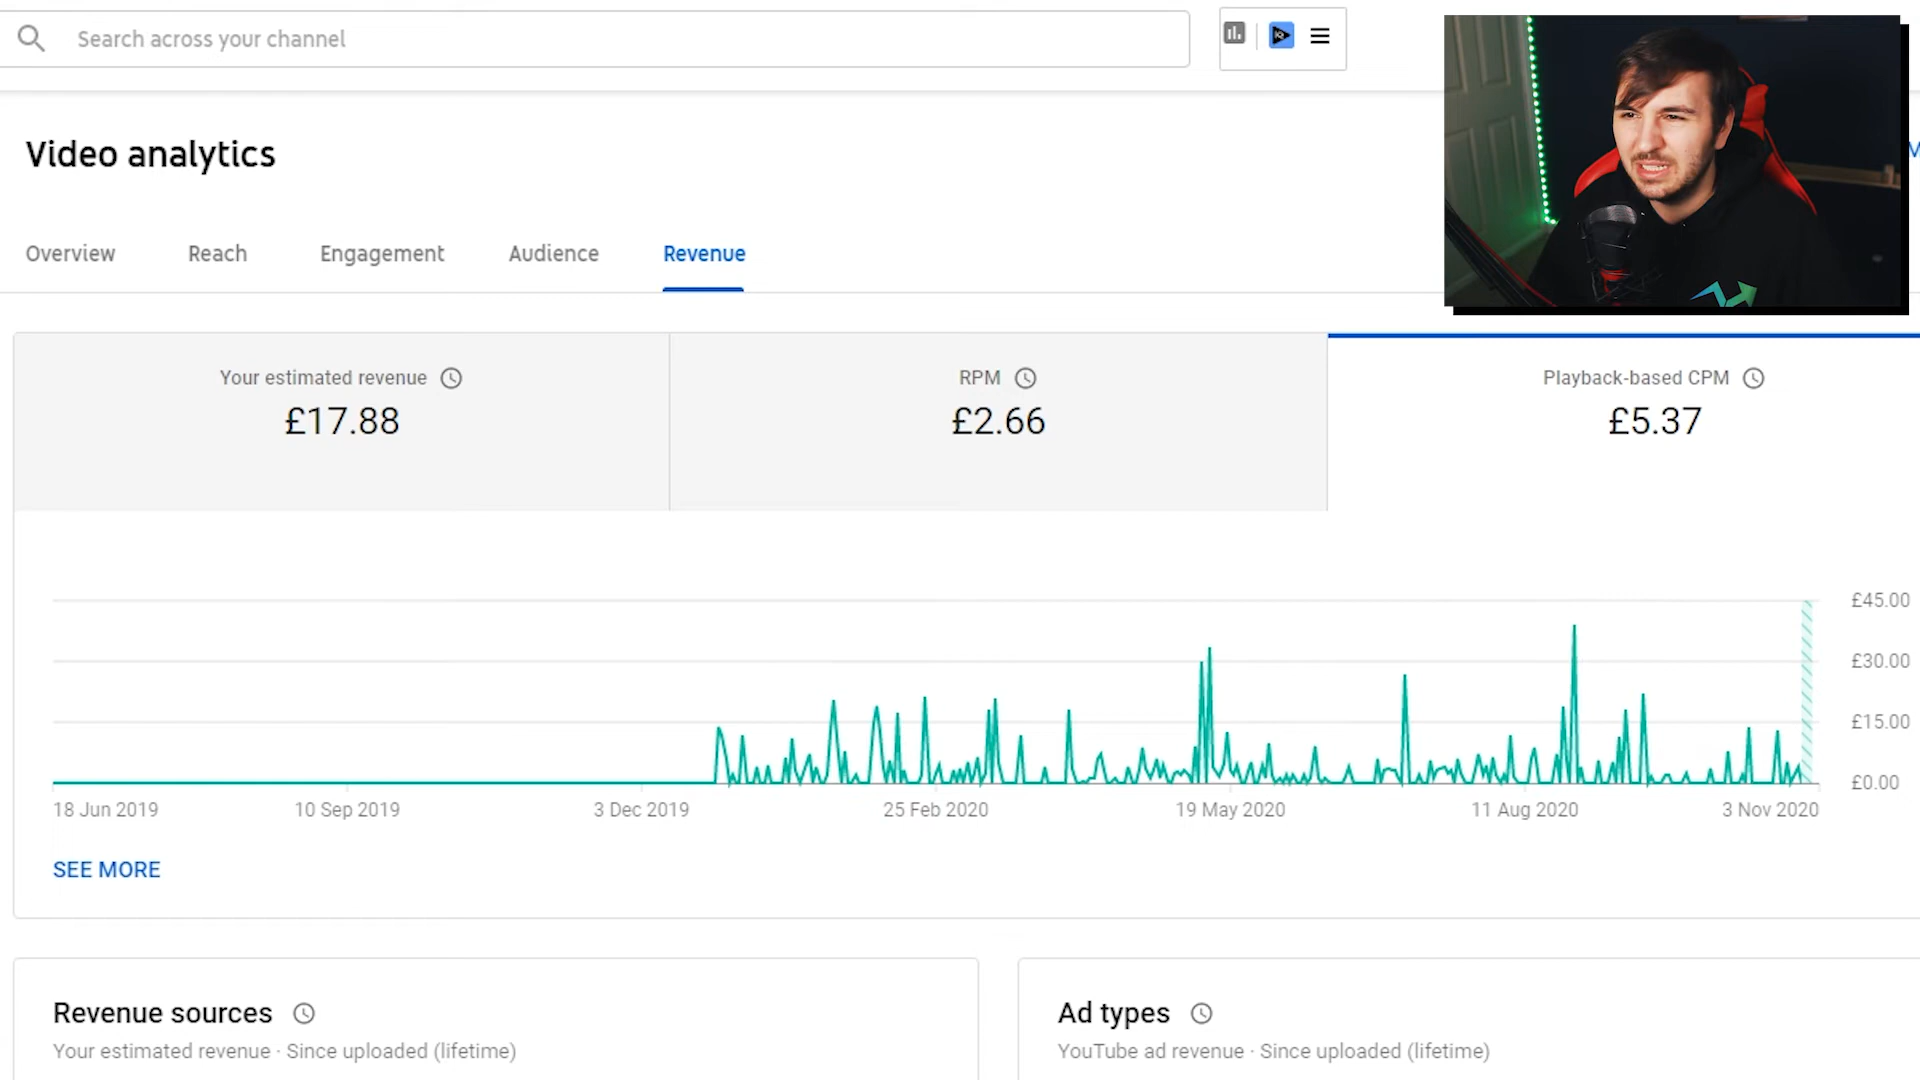 Search across your channel
Video analytics
Overview Reach Engagement Audience Revenue
Your estimated revenue
£17.88
RPM
£2.66
Playback-based CPM
£5.37
£45.00
£30.00
£15.00
£0.00
18 Jun 2019 10 Sep 2019 3 Dec 2019 25 Feb 2020 19 May 2020 11 Aug 2020 3 Nov 2020
SEE MORE
Revenue sources
Your estimated revenue · Since uploaded (lifetime)
Ad types
YouTube ad revenue · Since uploaded (lifetime)